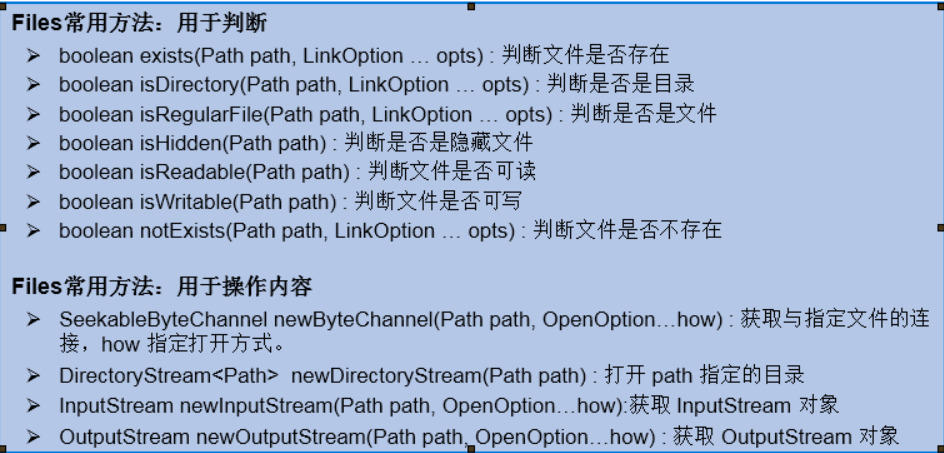 Files常用方法：用于判断
➢ boolean exists(Path path, LinkOption … opts) : 判断文件是否存在
➢ boolean isDirectory(Path path, LinkOption … opts) : 判断是否是目录
➢ boolean isRegularFile(Path path, LinkOption … opts) : 判断是否是文件
➢ boolean isHidden(Path path) : 判断是否是隐藏文件
➢ boolean isReadable(Path path) : 判断文件是否可读
➢ boolean isWritable(Path path) : 判断文件是否可写
➢ boolean notExists(Path path, LinkOption … opts) : 判断文件是否不存在
Files常用方法：用于操作内容
➢ SeekableByteChannel newByteChannel(Path path, OpenOption…how) : 获取与指定文件的连
接，how 指定打开方式。
➢ DirectoryStream<Path>  newDirectoryStream(Path path) : 打开 path 指定的目录
➢ InputStream newInputStream(Path path, OpenOption…how):获取 InputStream 对象
➢ OutputStream newOutputStream(Path path, OpenOption…how) : 获取 OutputStream 对象